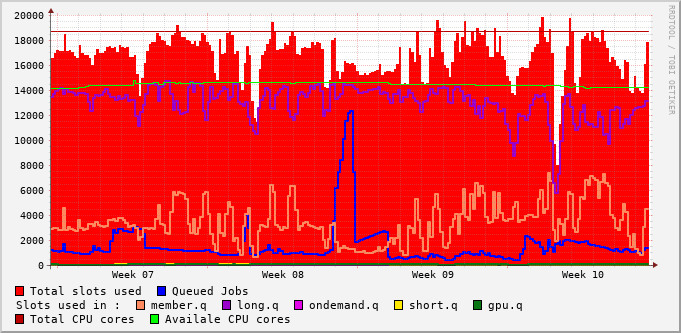 20000
18000
16000
14000
12000
10000
8000
6000
4000
2000
0
Week 07 Week 08 Week 09 Week 10
RRDTOOL / TOBI OETIKER
Total slots used Queued Jobs
Slots used in : member.q long.q ondemand.q short.q gpu.q
Total CPU cores Availale CPU cores